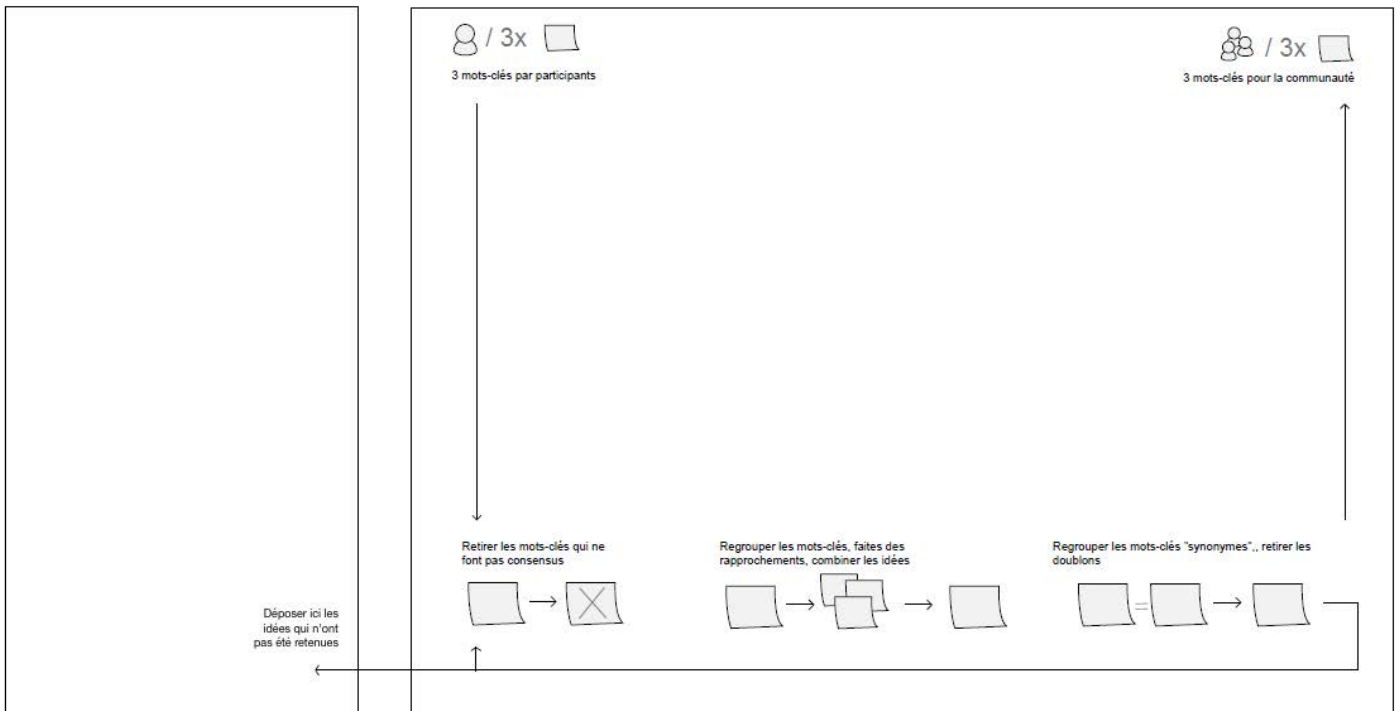 / 3x
3 mots-clés par participants
/ 3x
3 mots-clés pour la communauté
Retirer les mots-clés qui ne
font pas consensus
Regrouper les mots-clés, faites des
rapprochements, combiner les idées
Regrouper les mots-clés "synonymes",, retirer les
doublons
Déposer ici les
idées qui n'ont
pas été retenues